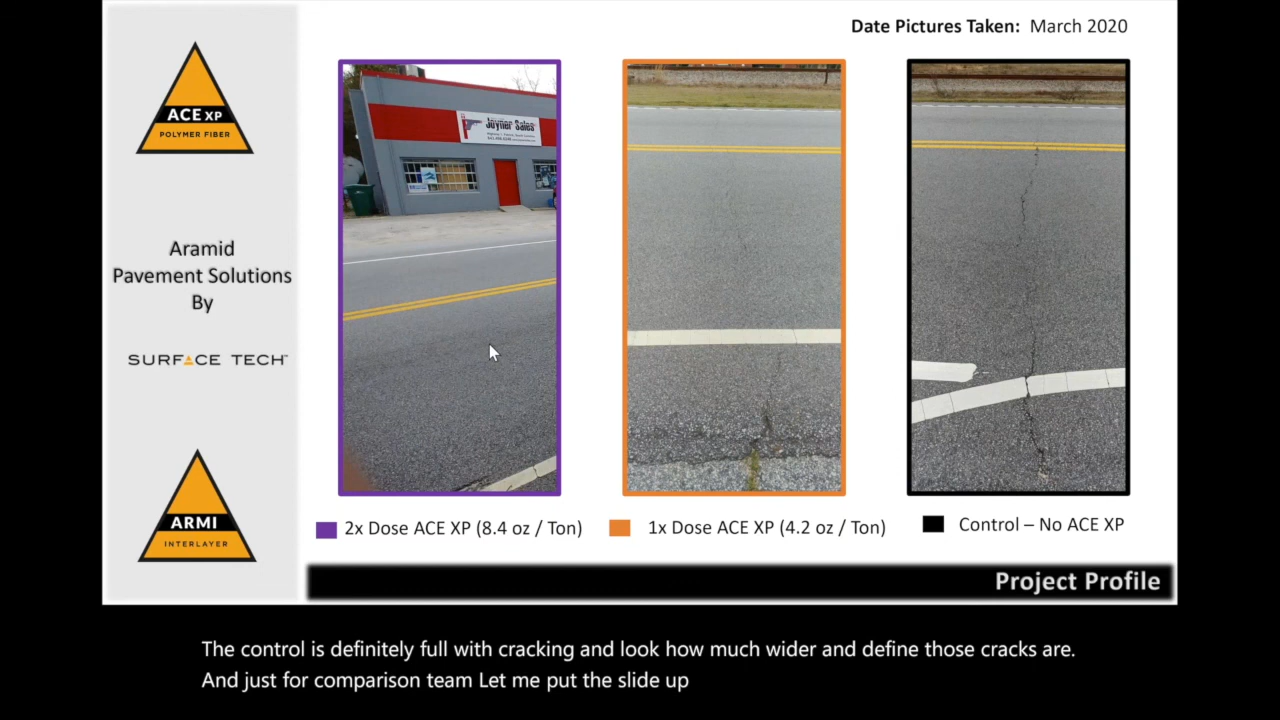 Date Pictures Taken: March 2020
ACE XP
POLYMER FIBER
Aramid
Pavement Solutions
By
SURFACE TECH
ARMI
INTERLAYER
Joyner Sales
2x Dose ACE XP (8.4 oz / Ton)
1x Dose ACE XP (4.2 oz / Ton)
Control – No ACE XP
Project Profile
The control is definitely full with cracking and look how much wider and define those cracks are.
And just for comparison team Let me put the slide up